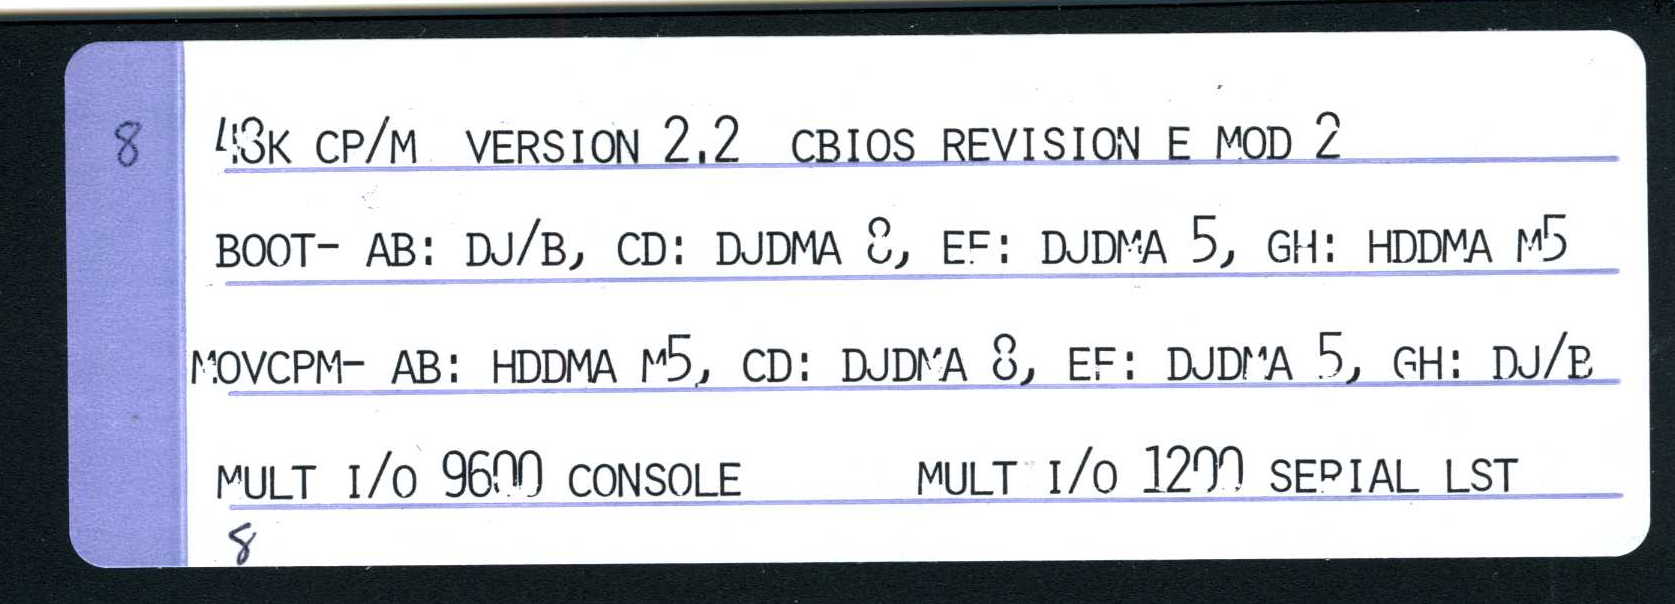 8
48K CP/M VERSION 2.2 CBIOS REVISION E MOD 2
BOOT- AB: DJ/B, CD: DJDMA 8, EF: DJDMA 5, GH: HDDMA M5
MOVCPM- AB: HDDMA M5, CD: DJDMA 8, EF: DJDMA 5, GH: DJ/B
MULT I/O 9600 CONSOLE MULT I/O 1200 SERIAL LST
8